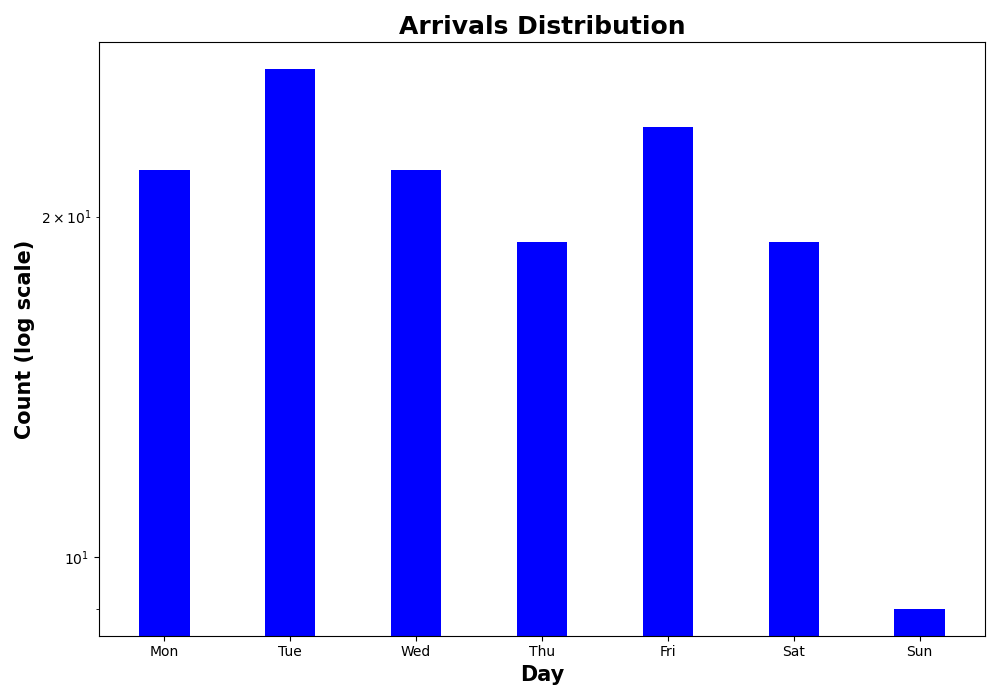 Arrivals Distribution
Count (log scale)
2 × 10¹
10¹
Mon Tue Wed Thu Fri Sat Sun
Day